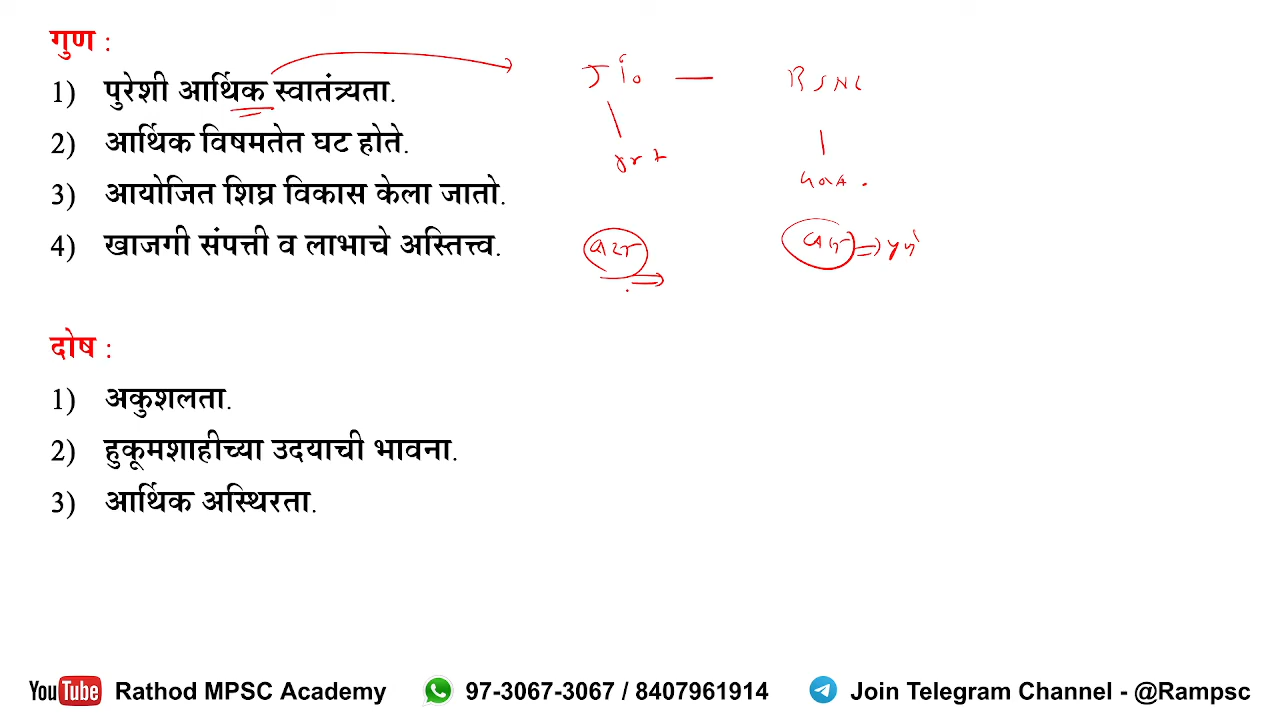 गुण :
1) पुरेशी आर्थिक स्वातंत्र्यता.
Jio — BSNL
2) आर्थिक विषमतेत घट होते.
3) आयोजित शिघ्र विकास केला जातो.
4) खाजगी संपत्ती व लाभाचे अस्तित्त्व.
दोष :
1) अकुशलता.
2) हुकूमशाहीच्या उदयाची भावना.
3) आर्थिक अस्थिरता.
YouTube Rathod MPSC Academy 97-3067-3067 / 8407961914 Join Telegram Channel - @Rampsc